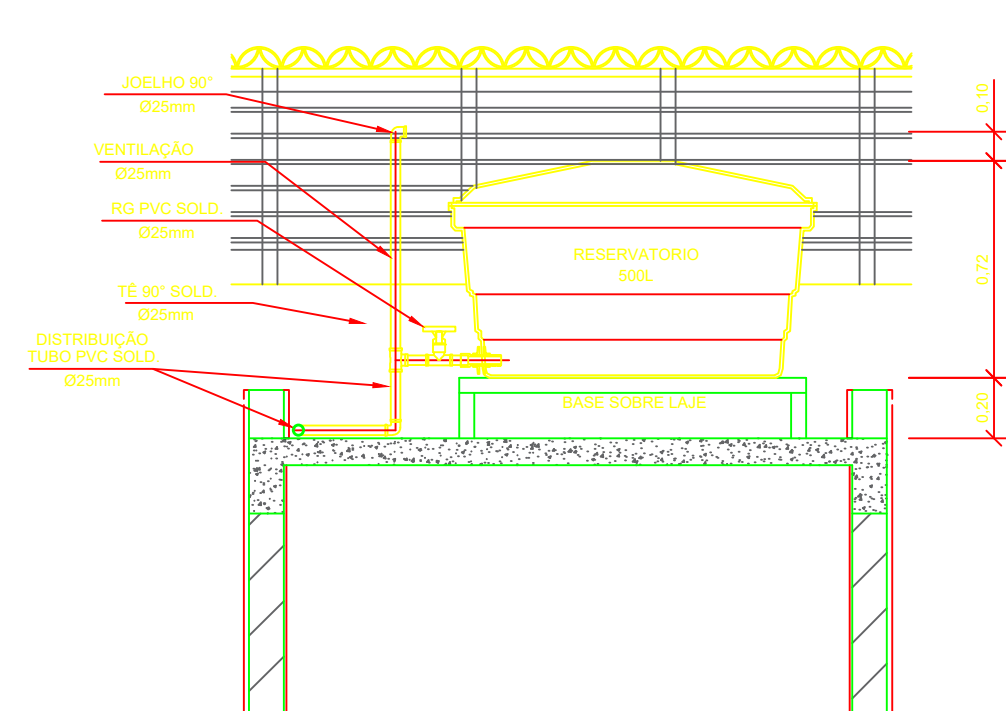 JOELHO 90°
Ø25mm
VENTILAÇÃO
Ø25mm
RG PVC SOLD.
Ø25mm
TÊ 90° SOLD.
Ø25mm
DISTRIBUIÇÃO
TUBO PVC SOLD.
Ø25mm
RESERVATORIO
500L
BASE SOBRE LAJE
0,10
0.72
0.20